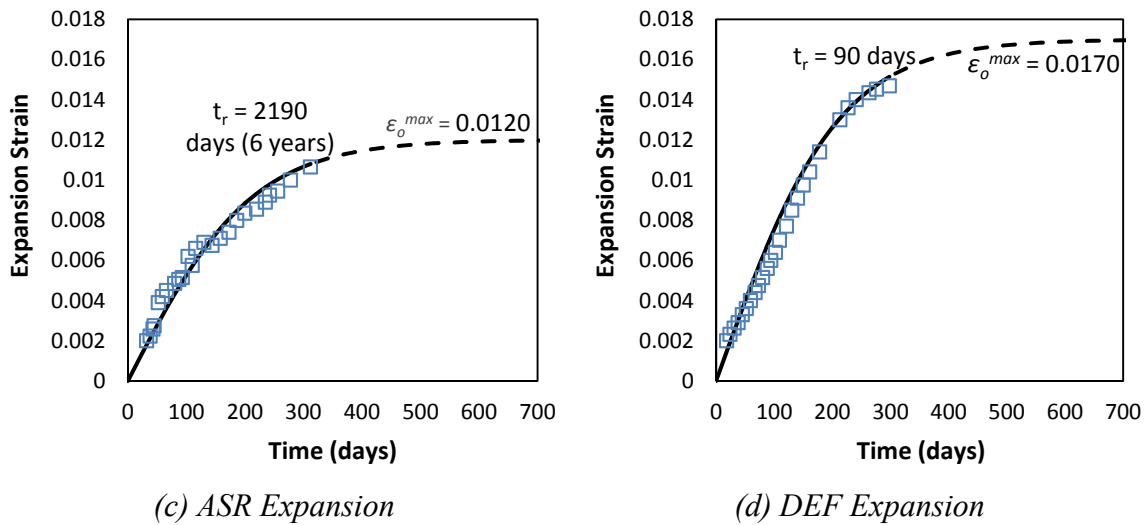 0.018
0.016
0.014
0.012
0.01
0.008
0.006
0.004
0.002
0
Expansion Strain
t_r = 2190
days (6 years)
ε_o^max = 0.0120
0 100 200 300 400 500 600 700
Time (days)
(c) ASR Expansion
0.018
0.016
0.014
0.012
0.01
0.008
0.006
0.004
0.002
0
Expansion Strain
t_r = 90 days
ε_o^max = 0.0170
0 100 200 300 400 500 600 700
Time (days)
(d) DEF Expansion